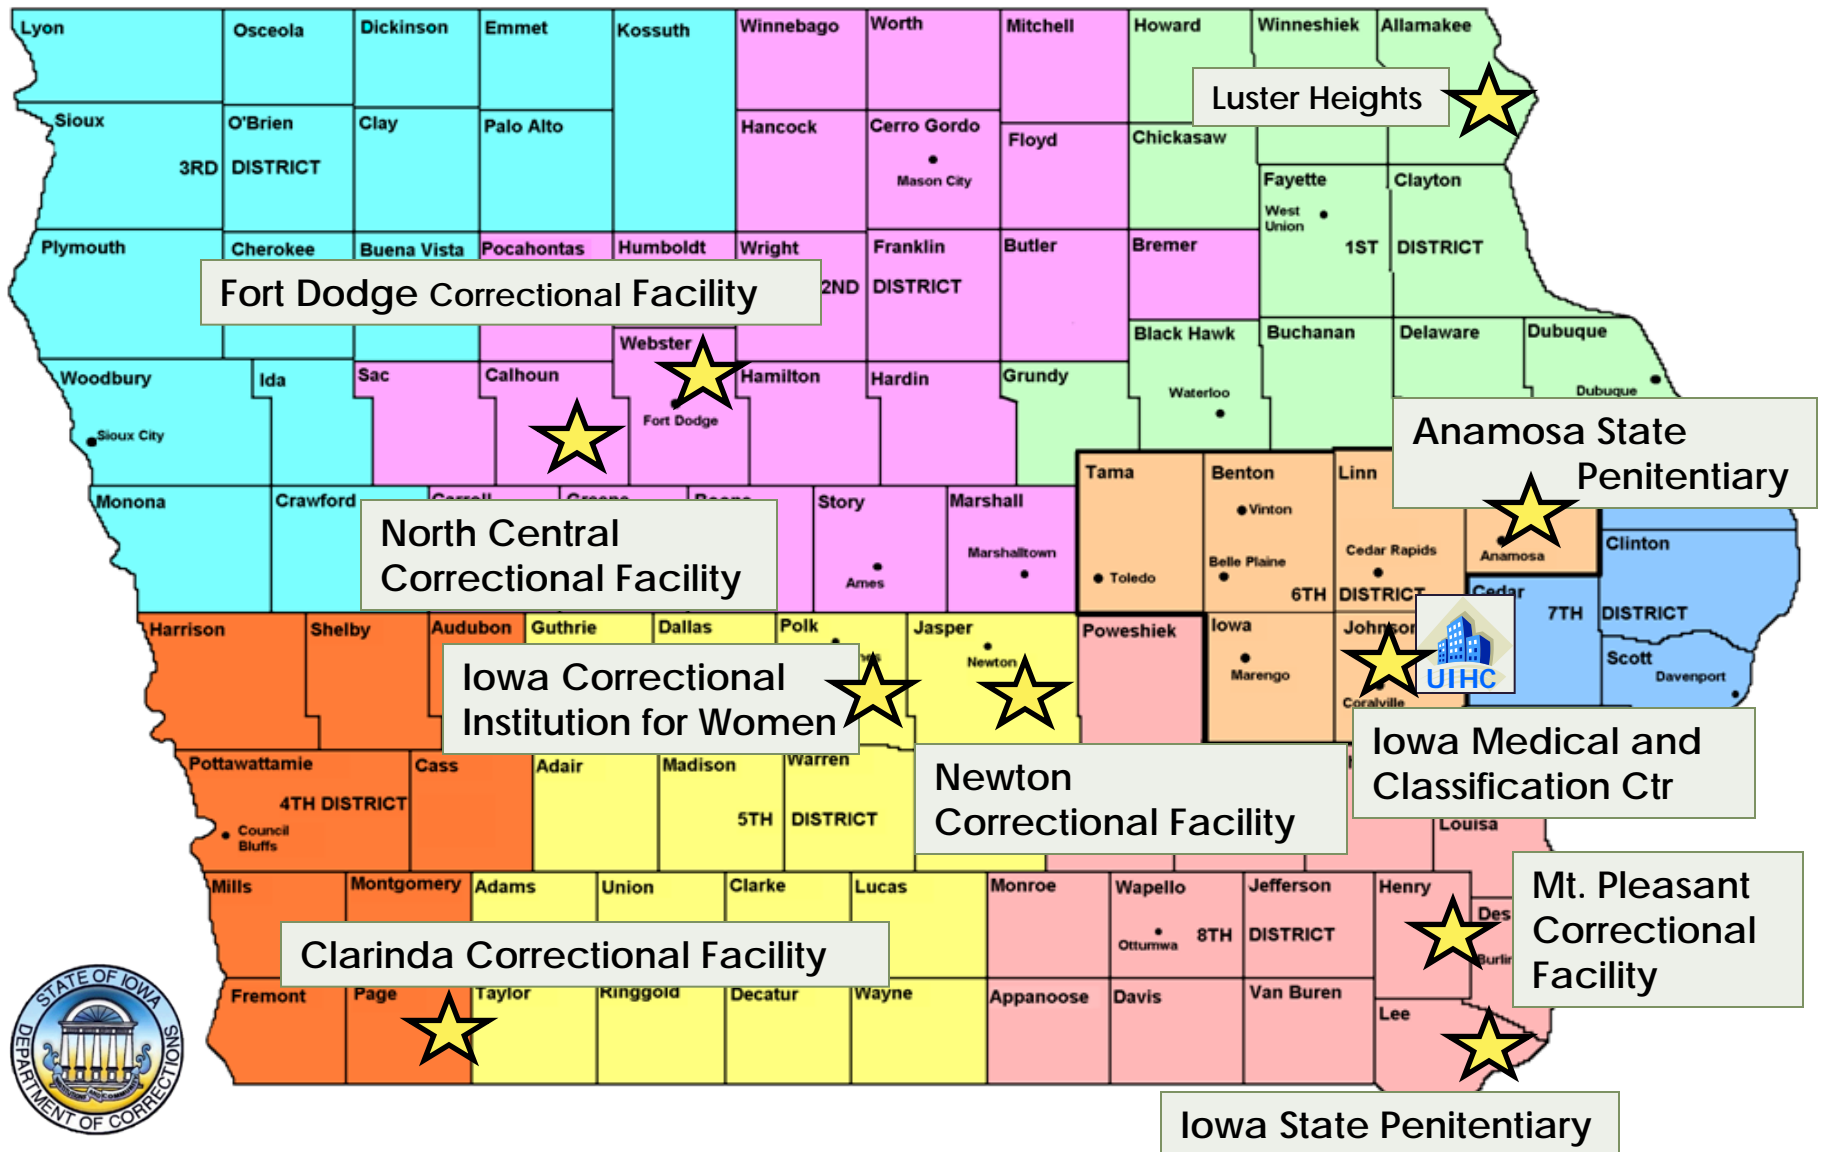 Lyon
Osceola
Dickinson
Emmet
Kossuth
Winnebago
Worth
Mitchell
Howard
Winneshiek
Allamakee
Luster Heights
Sioux
O'Brien
Clay
Palo Alto
Hancock
Cerro Gordo
Floyd
Chickasaw
3RD DISTRICT
Mason City
Fayette
Clayton
West
Union
1ST DISTRICT
Plymouth
Cherokee
Buena Vista
Pocahontas
Humboldt
Wright
Franklin
Butler
Bremer
Fort Dodge Correctional Facility
2ND DISTRICT
Webster
Black Hawk
Buchanan
Delaware
Dubuque
Woodbury
Ida
Sac
Calhoun
Hamilton
Hardin
Grundy
Waterloo
Dubuque
Sioux City
Fort Dodge
Anamosa State
Penitentiary
Monona
Crawford
Story
Marshall
Tama
Benton
Linn
Vinton
North Central
Correctional Facility
Ames
Marshalltown
Toledo
Belle Plaine
Cedar Rapids
Anamosa
Clinton
6TH DISTRICT
Cedar
7TH DISTRICT
Harrison
Shelby
Audubon
Guthrie
Dallas
Polk
Jasper
Poweshiek
Iowa
Johnson
UIHC
Scott
Newton
Marengo
Coralville
Davenport
Iowa Correctional
Institution for Women
Iowa Medical and
Classification Ctr
Pottawattamie
Cass
Adair
Madison
Warren
Newton
Correctional Facility
4TH DISTRICT
5TH DISTRICT
Council
Bluffs
Louisa
Mills
Montgomery
Adams
Union
Clarke
Lucas
Monroe
Wapello
Jefferson
Henry
Mt. Pleasant
Correctional
Facility
Des
Ottumwa
8TH DISTRICT
Clarinda Correctional Facility
Fremont
Page
Taylor
Ringgold
Decatur
Wayne
Appanoose
Davis
Van Buren
Lee
Iowa State Penitentiary
STATE OF IOWA
DEPARTMENT OF CORRECTIONS